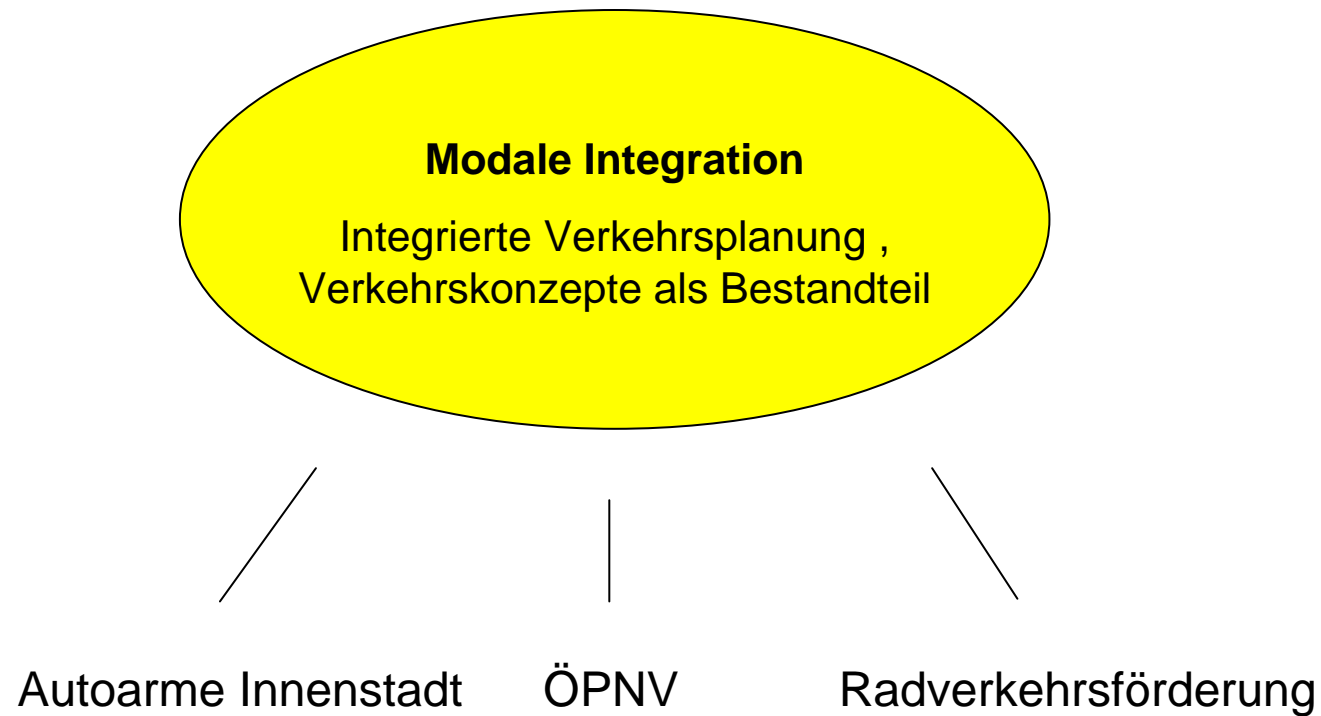 Modale Integration
Integrierte Verkehrsplanung ,
Verkehrskonzepte als Bestandteil
Autoarme Innenstadt ÖPNV Radverkehrsförderung